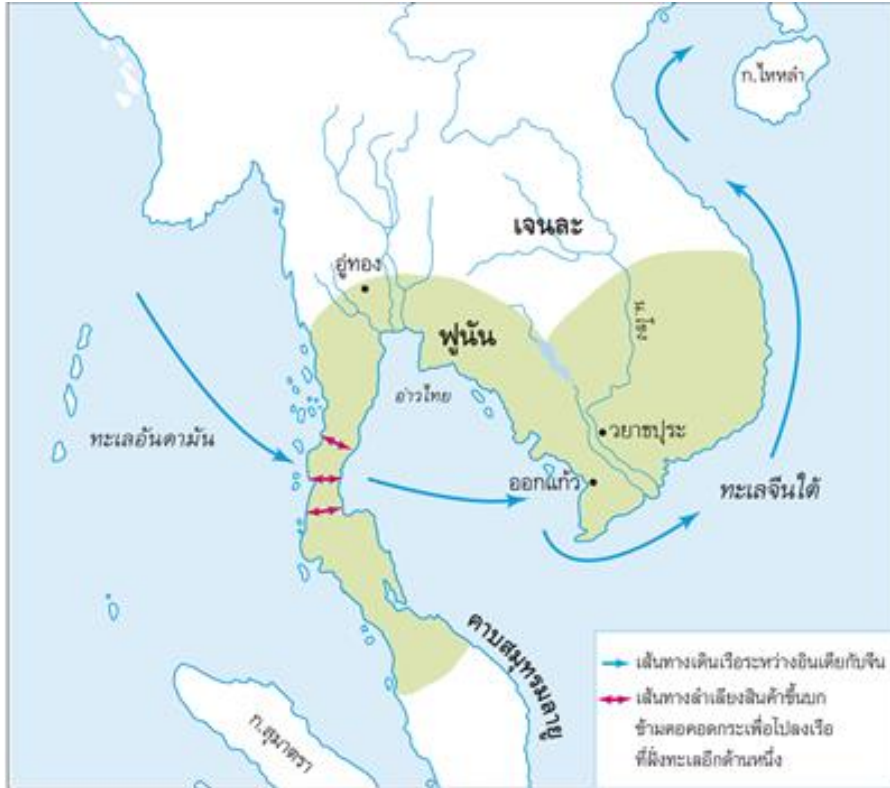 ก.ไหหลำ
เจนละ
อู่ทอง
น.โขง
ฟูนัน
อ่าวไทย
ทะเลอันดามัน
วยาธปุระ
ออกแก้ว
ทะเลจีนใต้
คาบสมุทรมลายู
ก.สุมาตรา
เส้นทางเดินเรือระหว่างอินเดียกับจีน
เส้นทางลำเลียงสินค้าขึ้นบก
ข้ามคอคอดกระเพื่อไปลงเรือ
ที่ฝั่งทะเลอีกด้านหนึ่ง